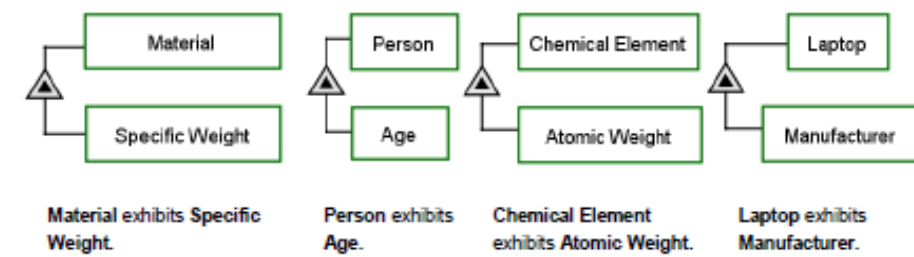 Material
Person
Chemical Element
Laptop
Specific Weight
Age
Atomic Weight
Manufacturer
Material exhibits Specific
Weight.
Person exhibits
Age.
Chemical Element
exhibits Atomic Weight.
Laptop exhibits
Manufacturer.